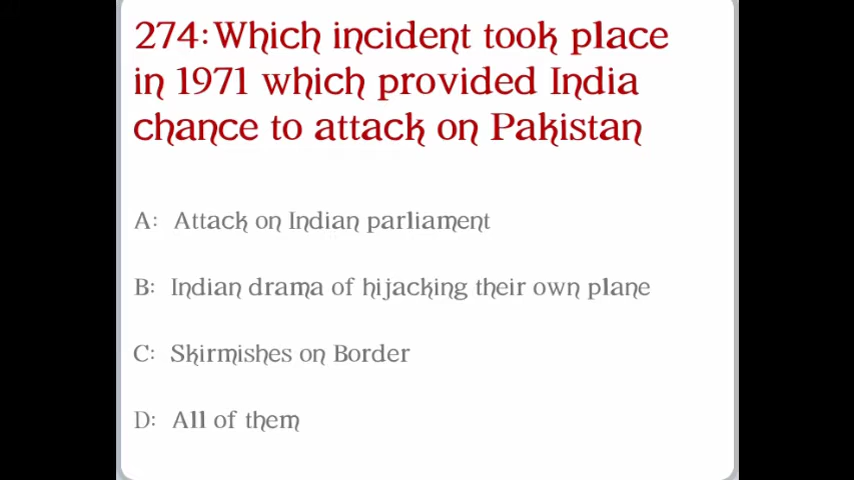 274:Which incident took place
in 1971 which provided India
chance to attack on Pakistan
A: Attack on Indian parliament
B: Indian drama of hijacking their own plane
C: Skirmishes on Border
D: All of them